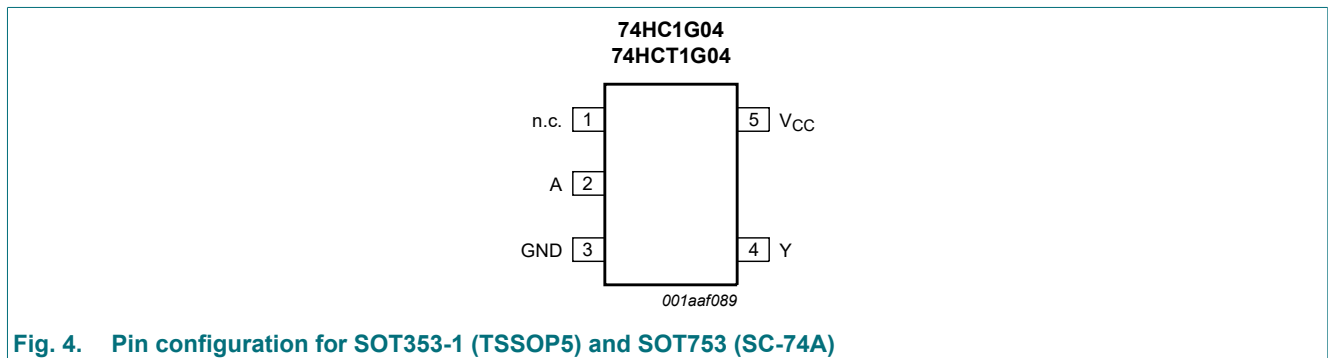 74HC1G04
74HCT1G04
n.c. 1
5 VCC
A 2
GND 3
4 Y
001aaf089
Fig. 4. Pin configuration for SOT353-1 (TSSOP5) and SOT753 (SC-74A)